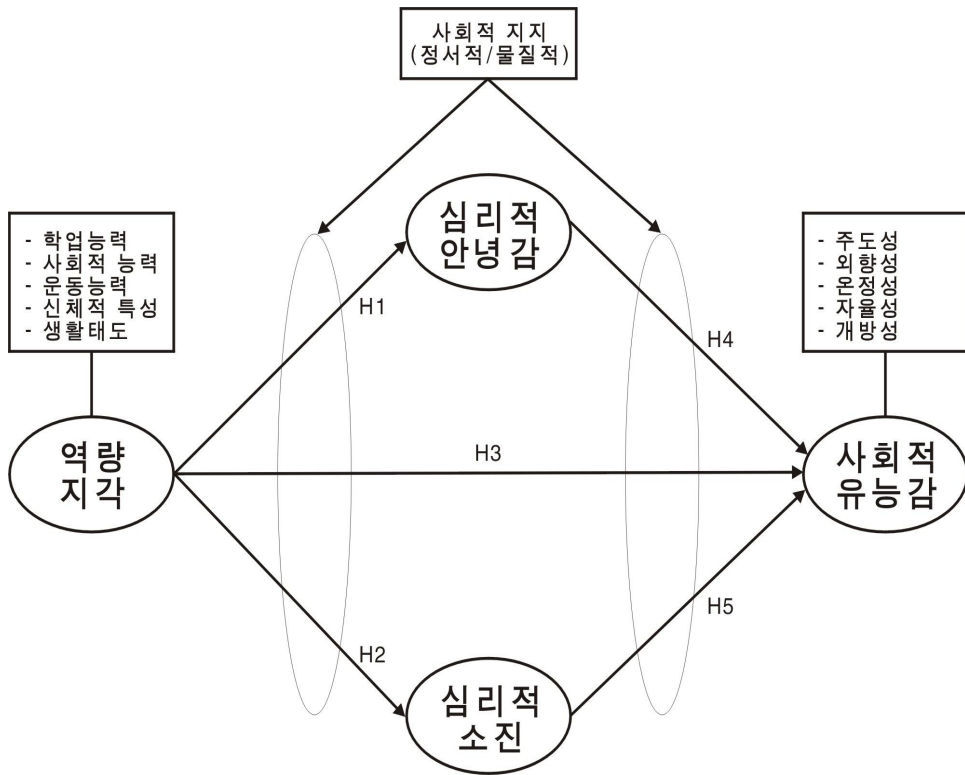 사회적 지지
(정서적/물질적)
심리적
안녕감
- 학업능력
- 사회적 능력
- 운동능력
- 신체적 특성
- 생활태도
- 주도성
- 외향성
- 온정성
- 자율성
- 개방성
H1
H4
역량
지각
H3
사회적
유능감
H2
H5
심리적
소진